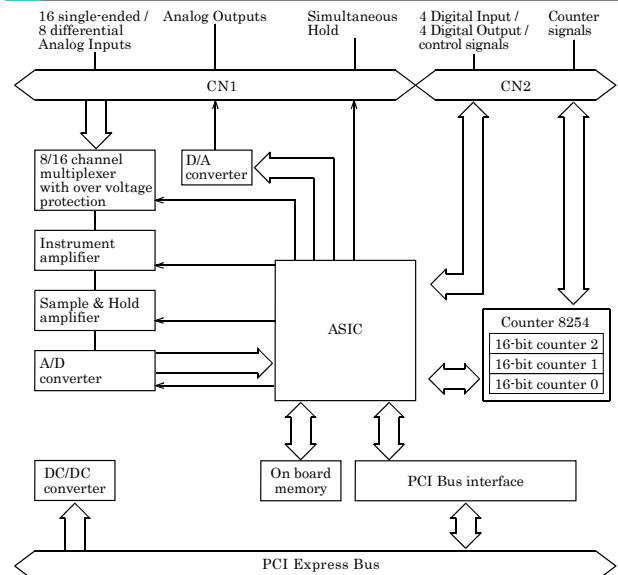 16 single-ended /
8 differential
Analog Inputs
Analog Outputs
Simultaneous
Hold
4 Digital Input /
4 Digital Output /
control signals
Counter
signals
CN1
CN2
8/16 channel
multiplexer
with over voltage
protection
D/A
converter
Instrument
amplifier
Sample & Hold
amplifier
A/D
converter
ASIC
Counter 8254
16-bit counter 2
16-bit counter 1
16-bit counter 0
DC/DC
converter
On board
memory
PCI Bus interface
PCI Express Bus